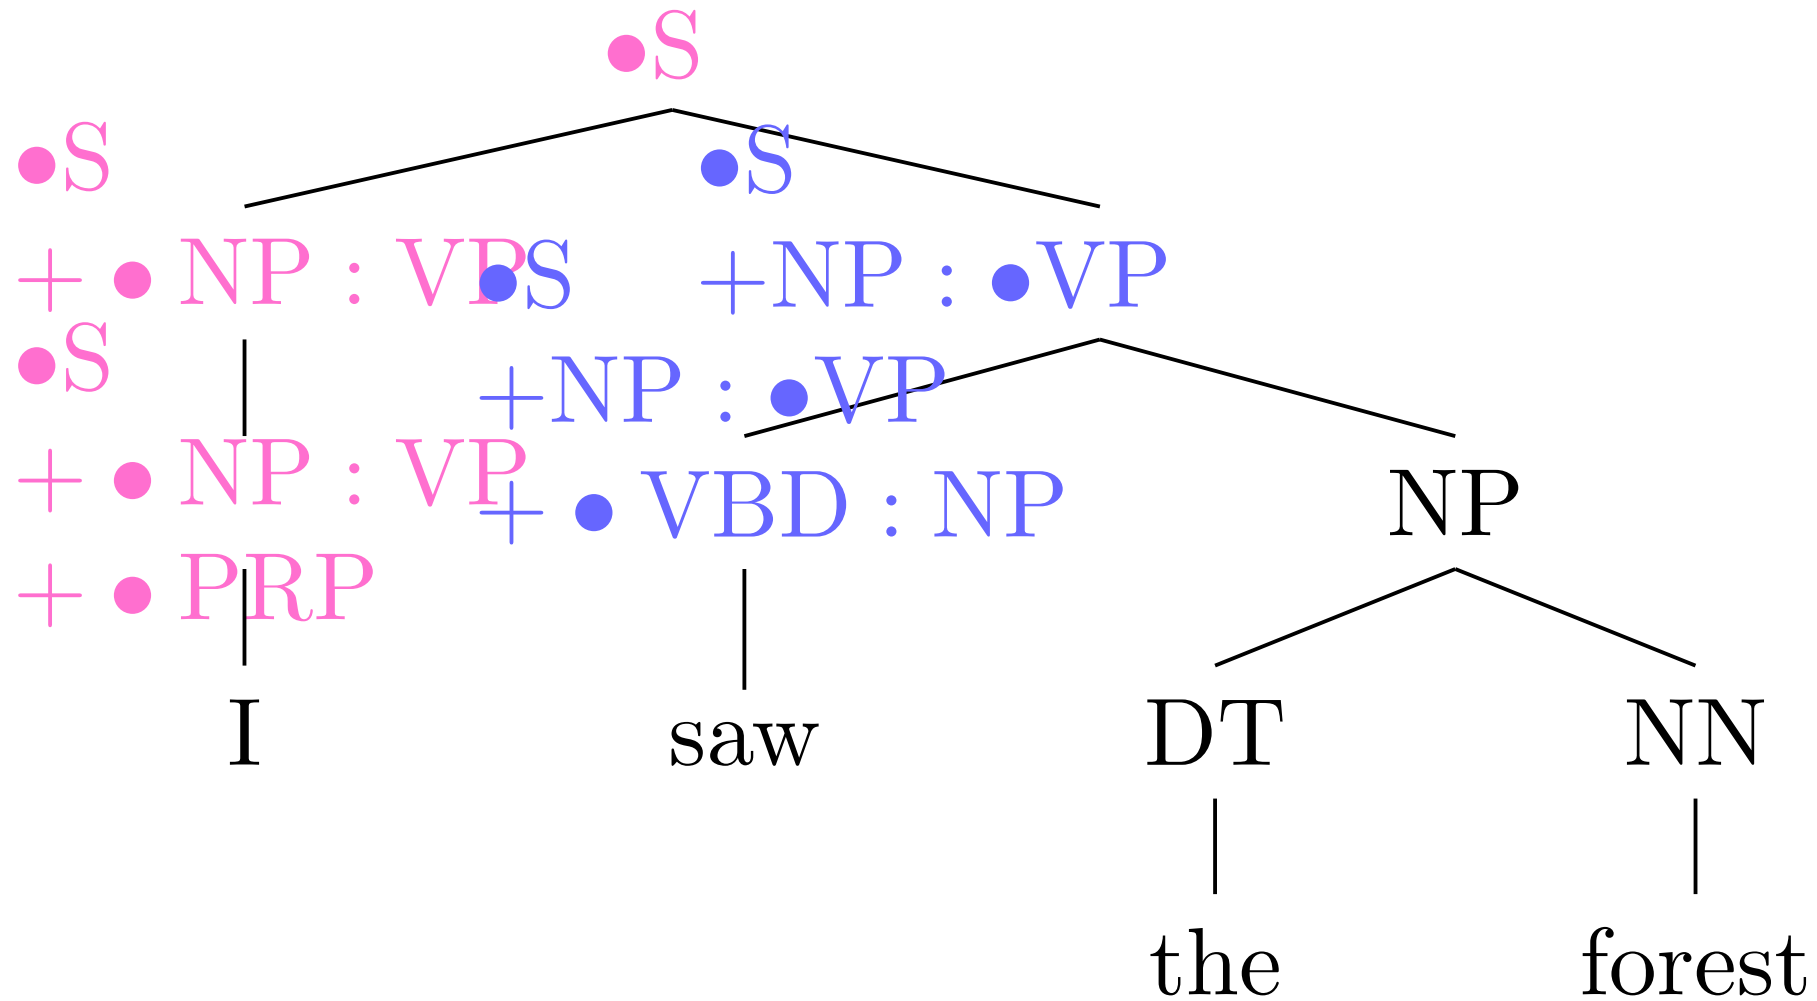 ●S
●S
+ ● NP : VP
●S
+NP : ●VP
●S
+ ● NP : VP
+ ● PRP
●S
+NP : ●VP
+ ● VBD : NP
NP
I
saw
DT
NN
the
forest